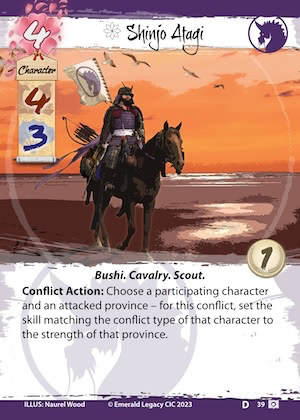 4
Shinjo Atagi
Character
4
3
1
Bushi. Cavalry. Scout.
Conflict Action: Choose a participating character
and an attacked province – for this conflict, set the
skill matching the conflict type of that character to
the strength of that province.
ILLUS: Naurel Wood
© Emerald Legacy CIC 2023
D
39